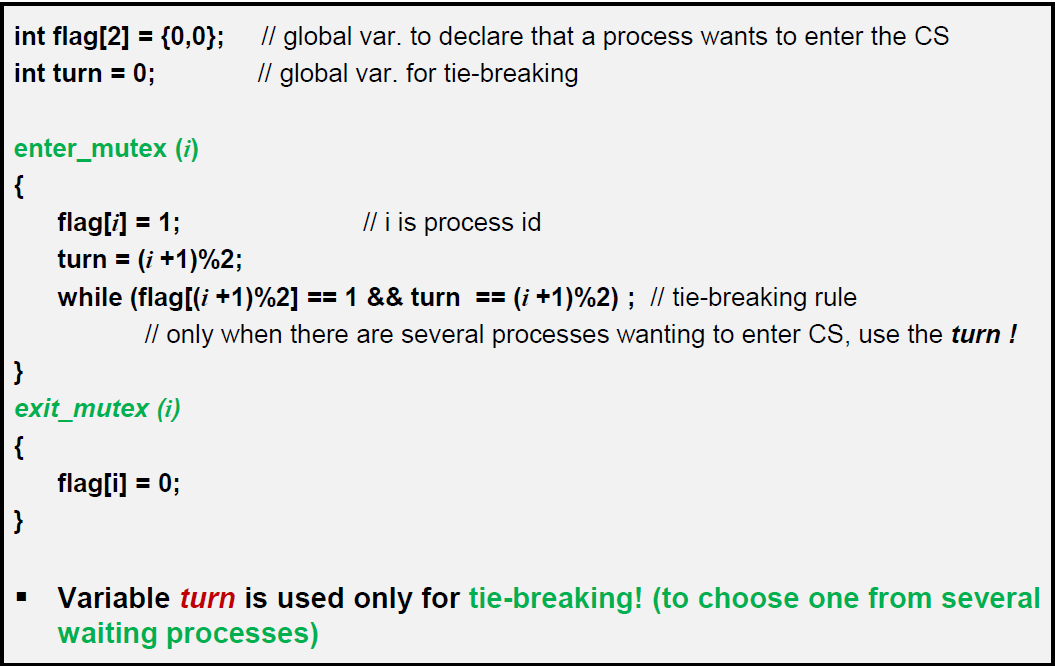 int flag[2] = {0,0}; // global var. to declare that a process wants to enter the CS
int turn = 0; // global var. for tie-breaking
enter_mutex (i)
{
flag[i] = 1; // i is process id
turn = (i +1)%2;
while (flag[(i +1)%2] == 1 && turn == (i +1)%2) ; // tie-breaking rule
// only when there are several processes wanting to enter CS, use the turn !
}
exit_mutex (i)
{
flag[i] = 0;
}
▪ Variable turn is used only for tie-breaking! (to choose one from several
waiting processes)